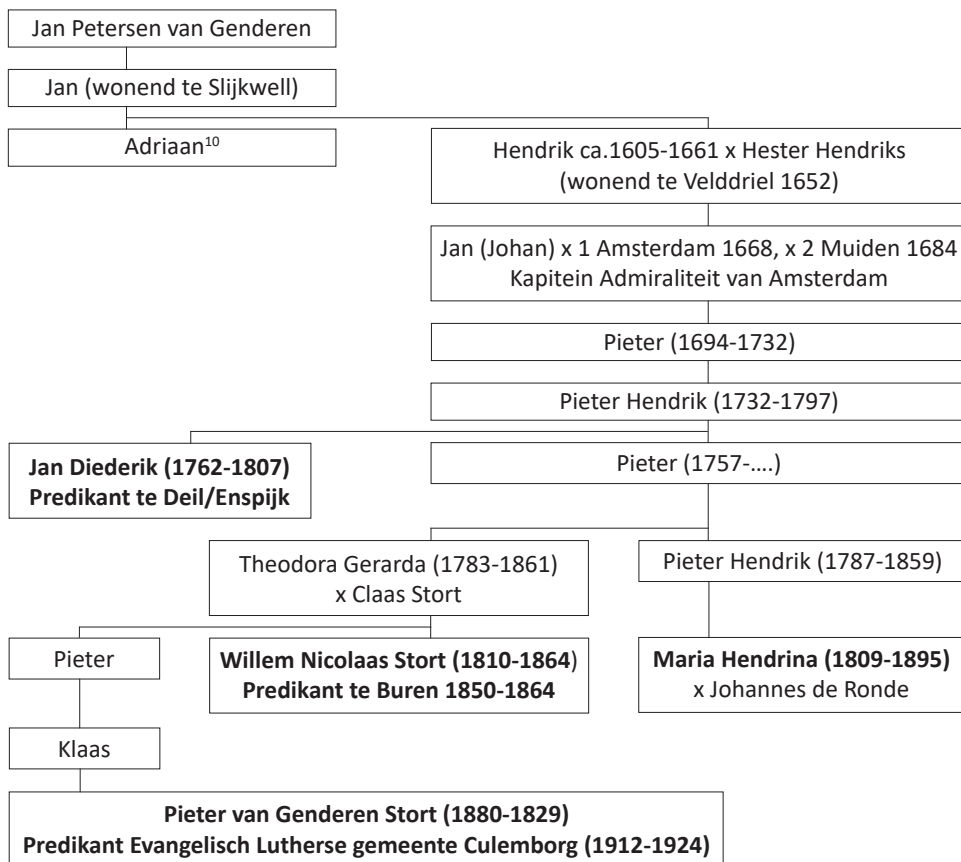 Jan Petersen van Genderen
Jan (wonend te Slijkwell)
Adriaan¹⁰
Hendrik ca.1605-1661 x Hester Hendriks
(wonend te Velddriel 1652)
Jan (Johan) x 1 Amsterdam 1668, x 2 Muiden 1684
Kapitein Admiraliteit van Amsterdam
Pieter (1694-1732)
Pieter Hendrik (1732-1797)
Jan Diederik (1762-1807)
Predikant te Deil/Enspijk
Pieter (1757-....)
Theodora Gerarda (1783-1861)
x Claas Stort
Pieter Hendrik (1787-1859)
Pieter
Willem Nicolaas Stort (1810-1864)
Predikant te Buren 1850-1864
Maria Hendrina (1809-1895)
x Johannes de Ronde
Klaas
Pieter van Genderen Stort (1880-1829)
Predikant Evangelisch Lutherse gemeente Culemborg (1912-1924)